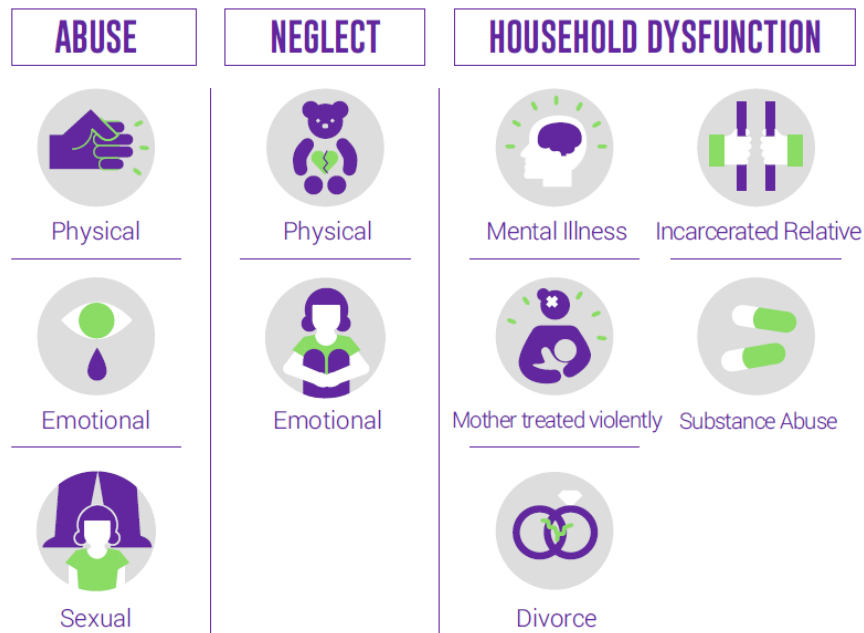 ABUSE
Physical
Emotional
Sexual
NEGLECT
Physical
Emotional
HOUSEHOLD DYSFUNCTION
Mental Illness
Incarcerated Relative
Mother treated violently
Substance Abuse
Divorce